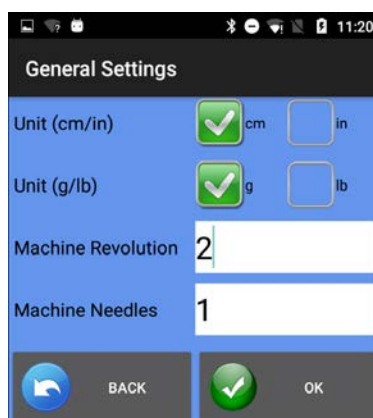 11:20
General Settings
Unit (cm/in) cm in
Unit (g/lb) g lb
Machine Revolution 2
Machine Needles 1
BACK OK